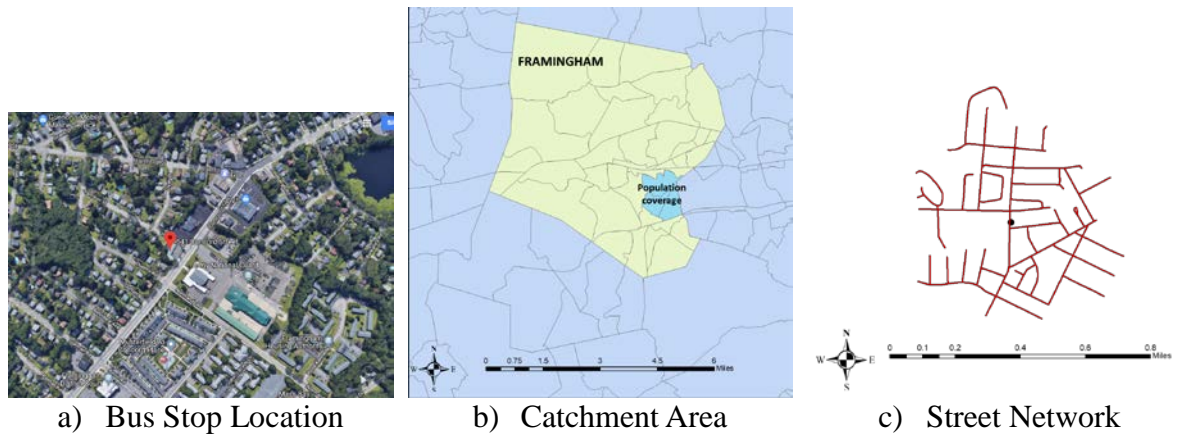 FRAMINGHAM
Population
coverage
N
W E
S
0 0.75 1.5 3 4.5 6
Miles
N
W E
S
0 0.1 0.2 0.4 0.6 0.8
Miles
a) Bus Stop Location
b) Catchment Area
c) Street Network